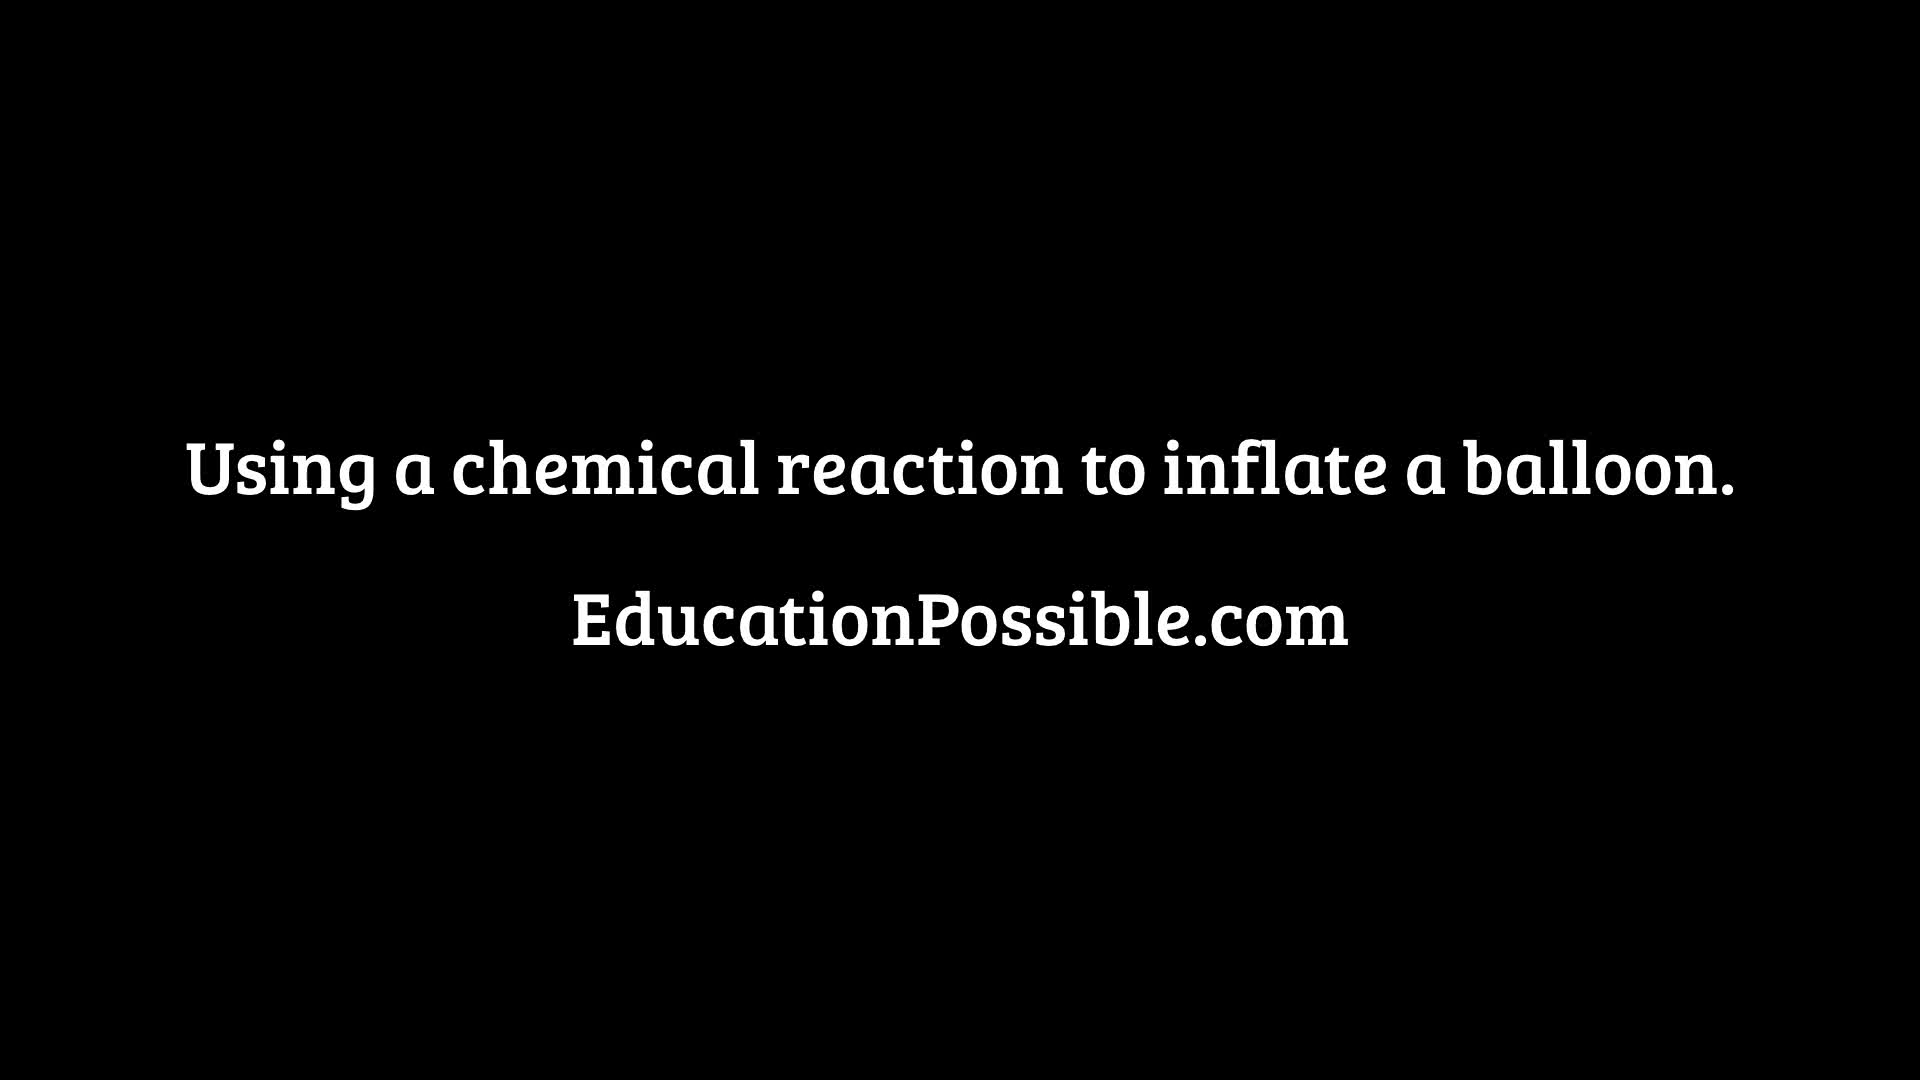 Using a chemical reaction to inflate a balloon.
EducationPossible.com